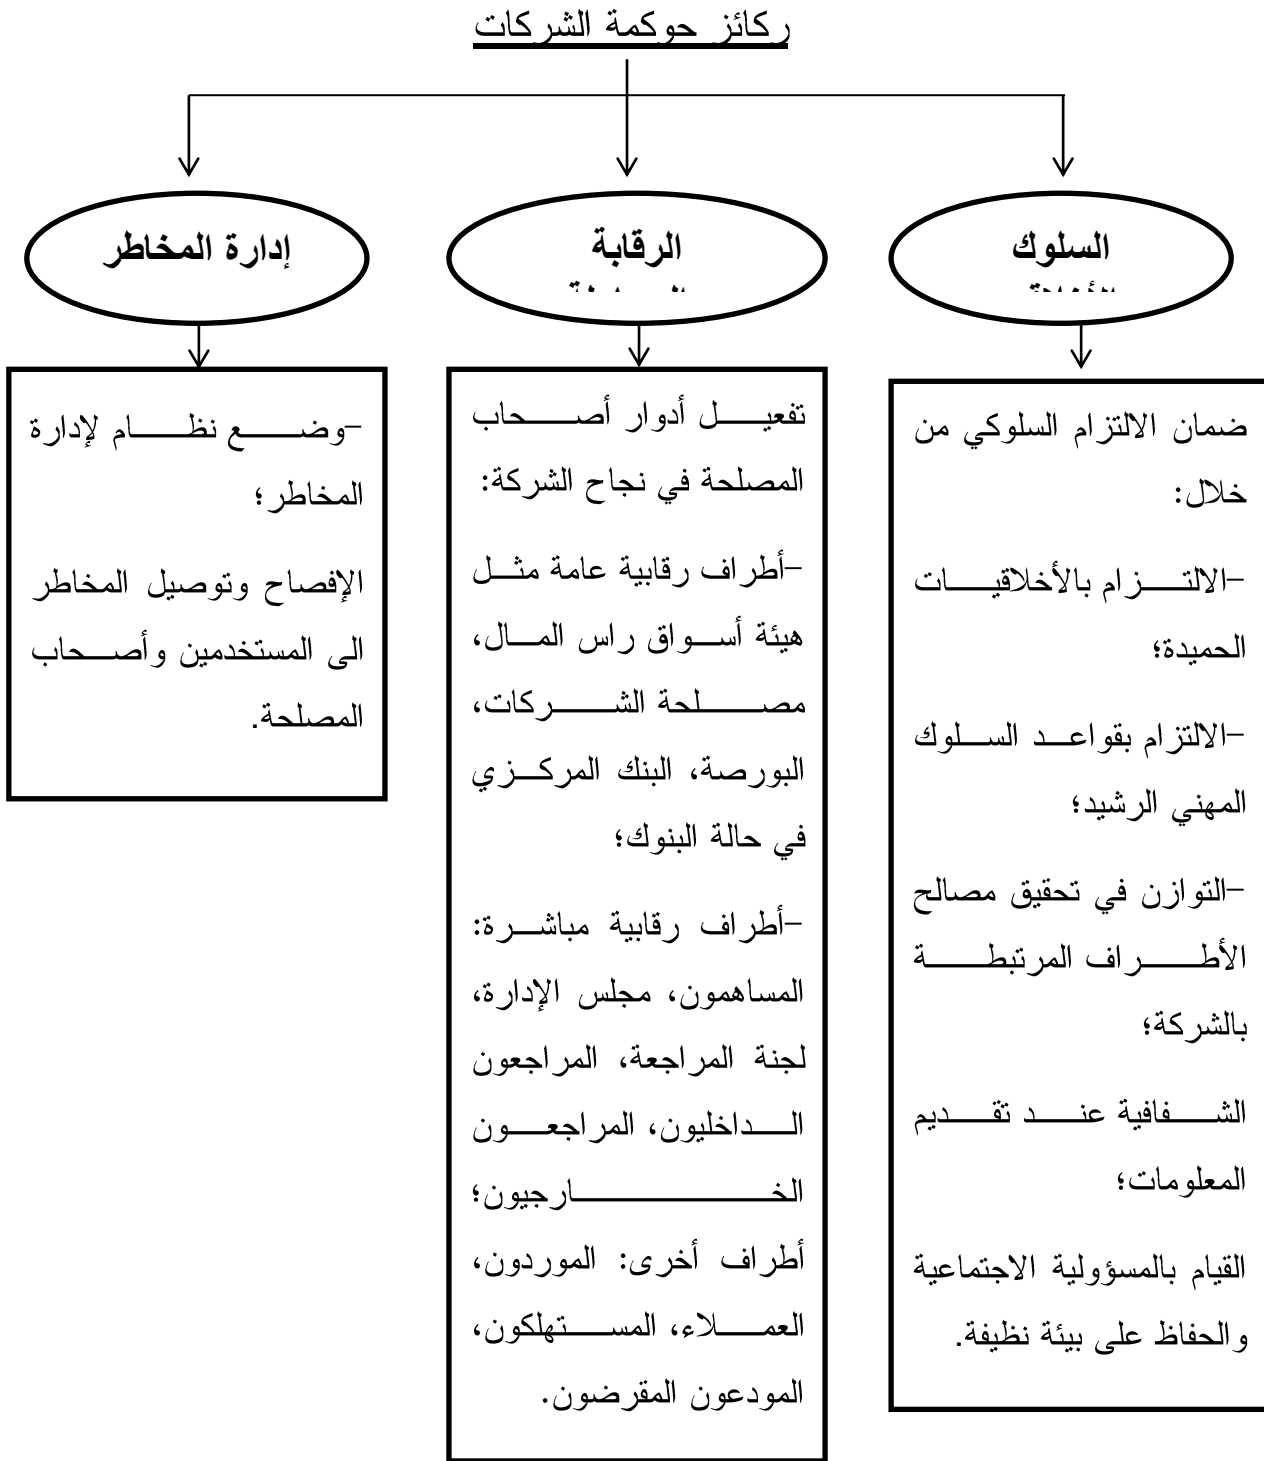 ركائز حوكمة الشركات
السلوك
ضمان الالتزام السلوكي من
خلال:
-الالتزام بالأخلاقيات
الحميدة؛
-الالتزام بقواعد السلوك
المهني الرشيد؛
-التوازن في تحقيق مصالح
الأطراف المرتبطة
بالشركة؛
الشفافية عند تقديم
المعلومات؛
القيام بالمسؤولية الاجتماعية
والحفاظ على بيئة نظيفة.
الرقابة
تفعيل أدوار أصحاب
المصلحة في نجاح الشركة:
-أطراف رقابية عامة مثل
هيئة أسواق راس المال،
مصلحة الشركات،
البورصة، البنك المركزي
في حالة البنوك؛
-أطراف رقابية مباشرة:
المساهمون، مجلس الإدارة،
لجنة المراجعة، المراجعون
الداخليون، المراجعون
الخارجيون؛
أطراف أخرى: الموردون،
العملاء، المستهلكون،
المودعون المقرضون.
إدارة المخاطر
-وضع نظام لإدارة
المخاطر؛
الإفصاح وتوصيل المخاطر
الى المستخدمين وأصحاب
المصلحة.